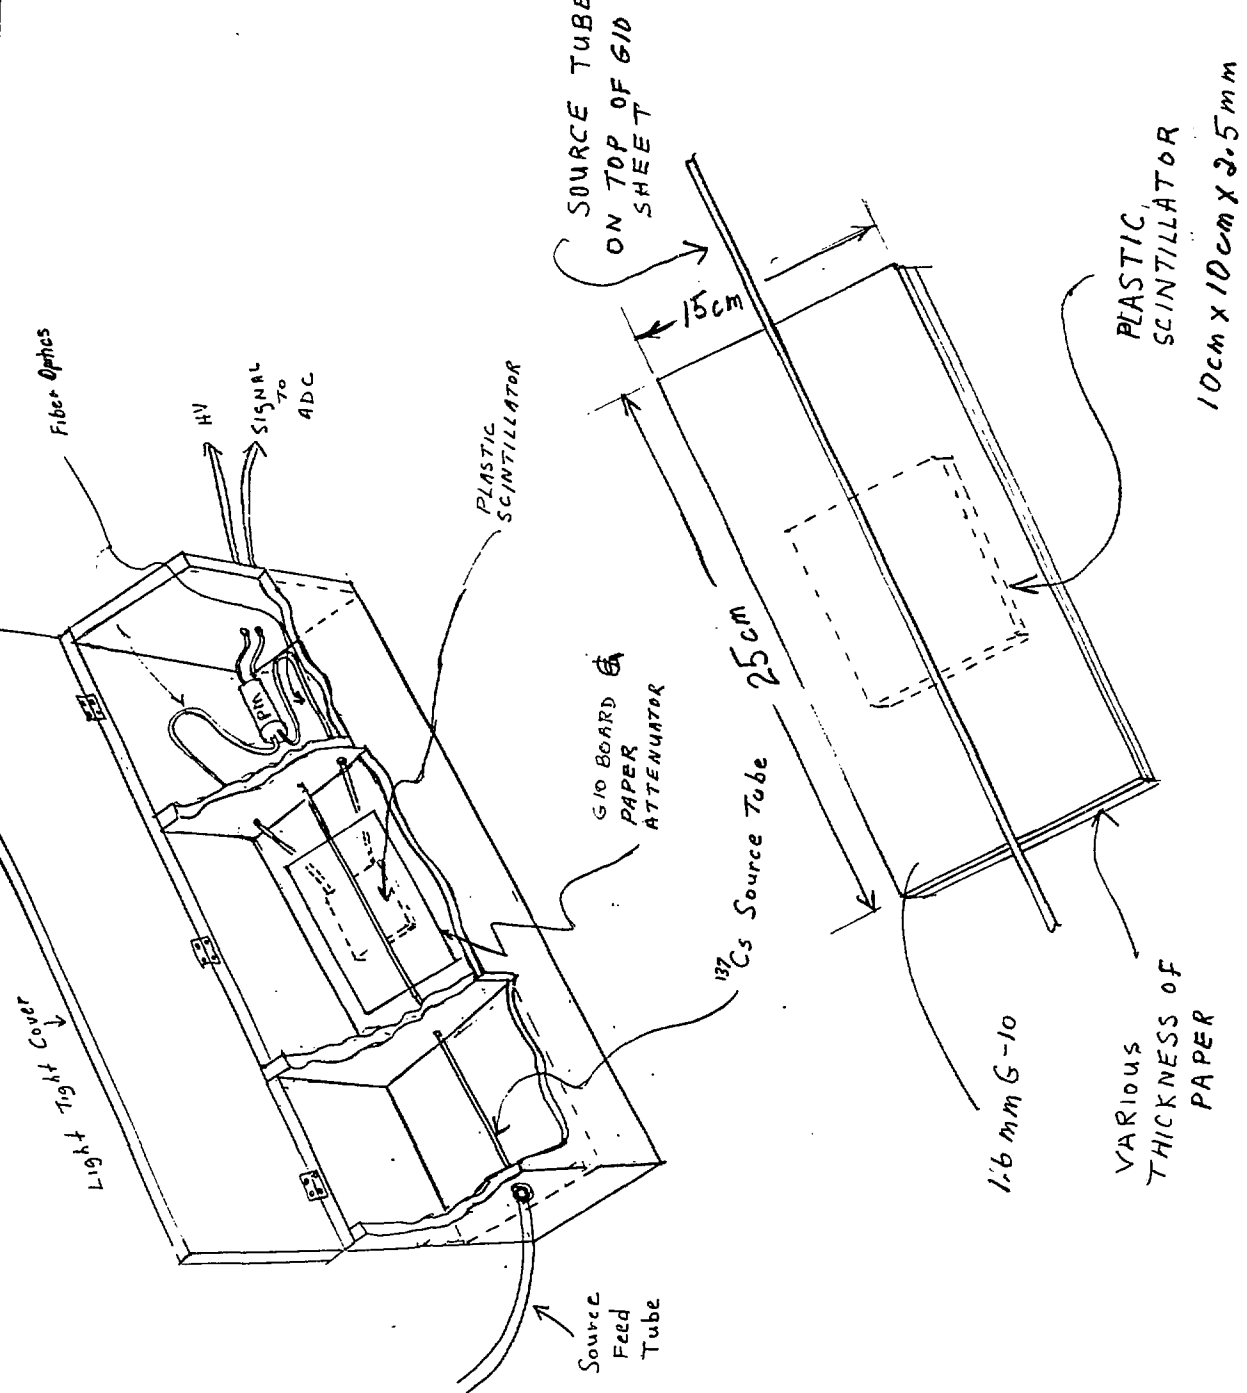 Light Tight Cover
Fiber Optics
HV
SIGNAL
TO
ADC
PM
PLASTIC
SCINTILLATOR
G10 BOARD &
PAPER
ATTENUATOR
137Cs Source Tube
Source
Feed
Tube
SOURCE TUBE
ON TOP OF G10
SHEET
15cm
25cm
PLASTIC
SCINTILLATOR
10cm x 10cm x 2.5mm
1.6mm G-10
VARIOUS
THICKNESS OF
PAPER